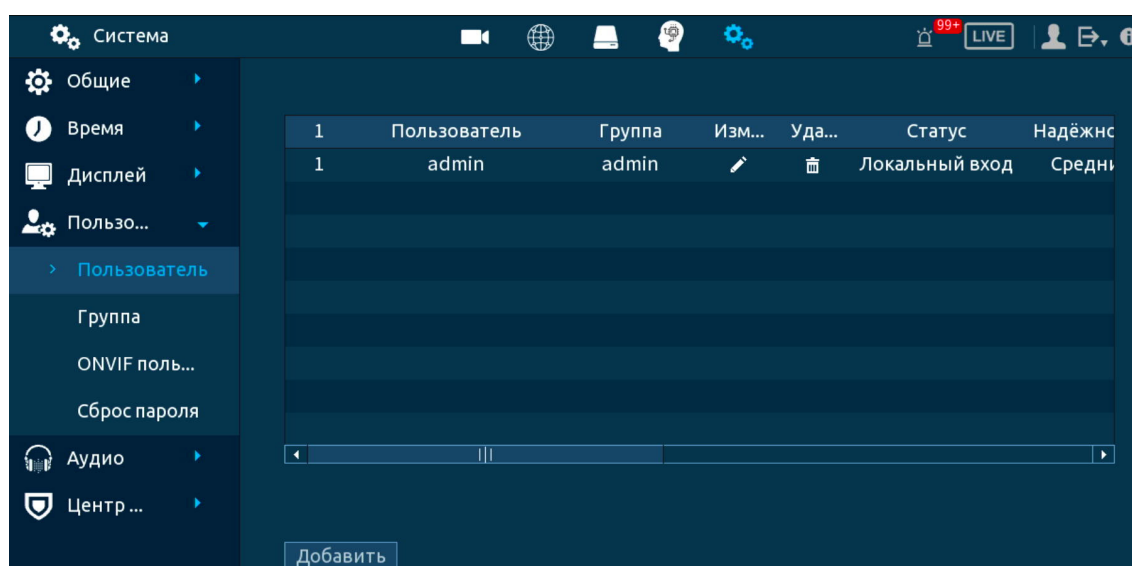 Система 99+ LIVE
Общие
Время
Дисплей
Пользо...
Пользователь
Группа
ONVIF поль...
Сброс пароля
Аудио
Центр ...
1 Пользователь Группа Изм... Уда... Статус Надёжнс
1 admin admin Локальный вход Средни
Добавить